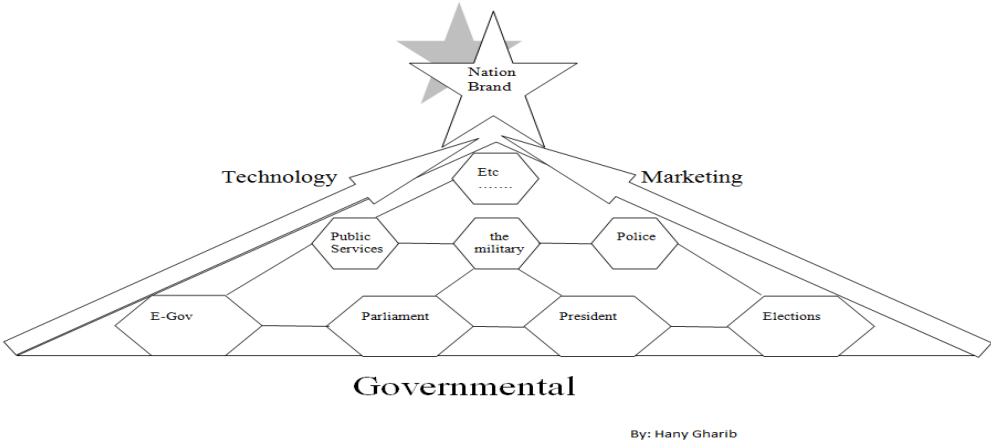 Nation
Brand
Technology
Marketing
Etc
.......
Public
Services
the
military
Police
E-Gov
Parliament
President
Elections
Governmental
By: Hany Gharib